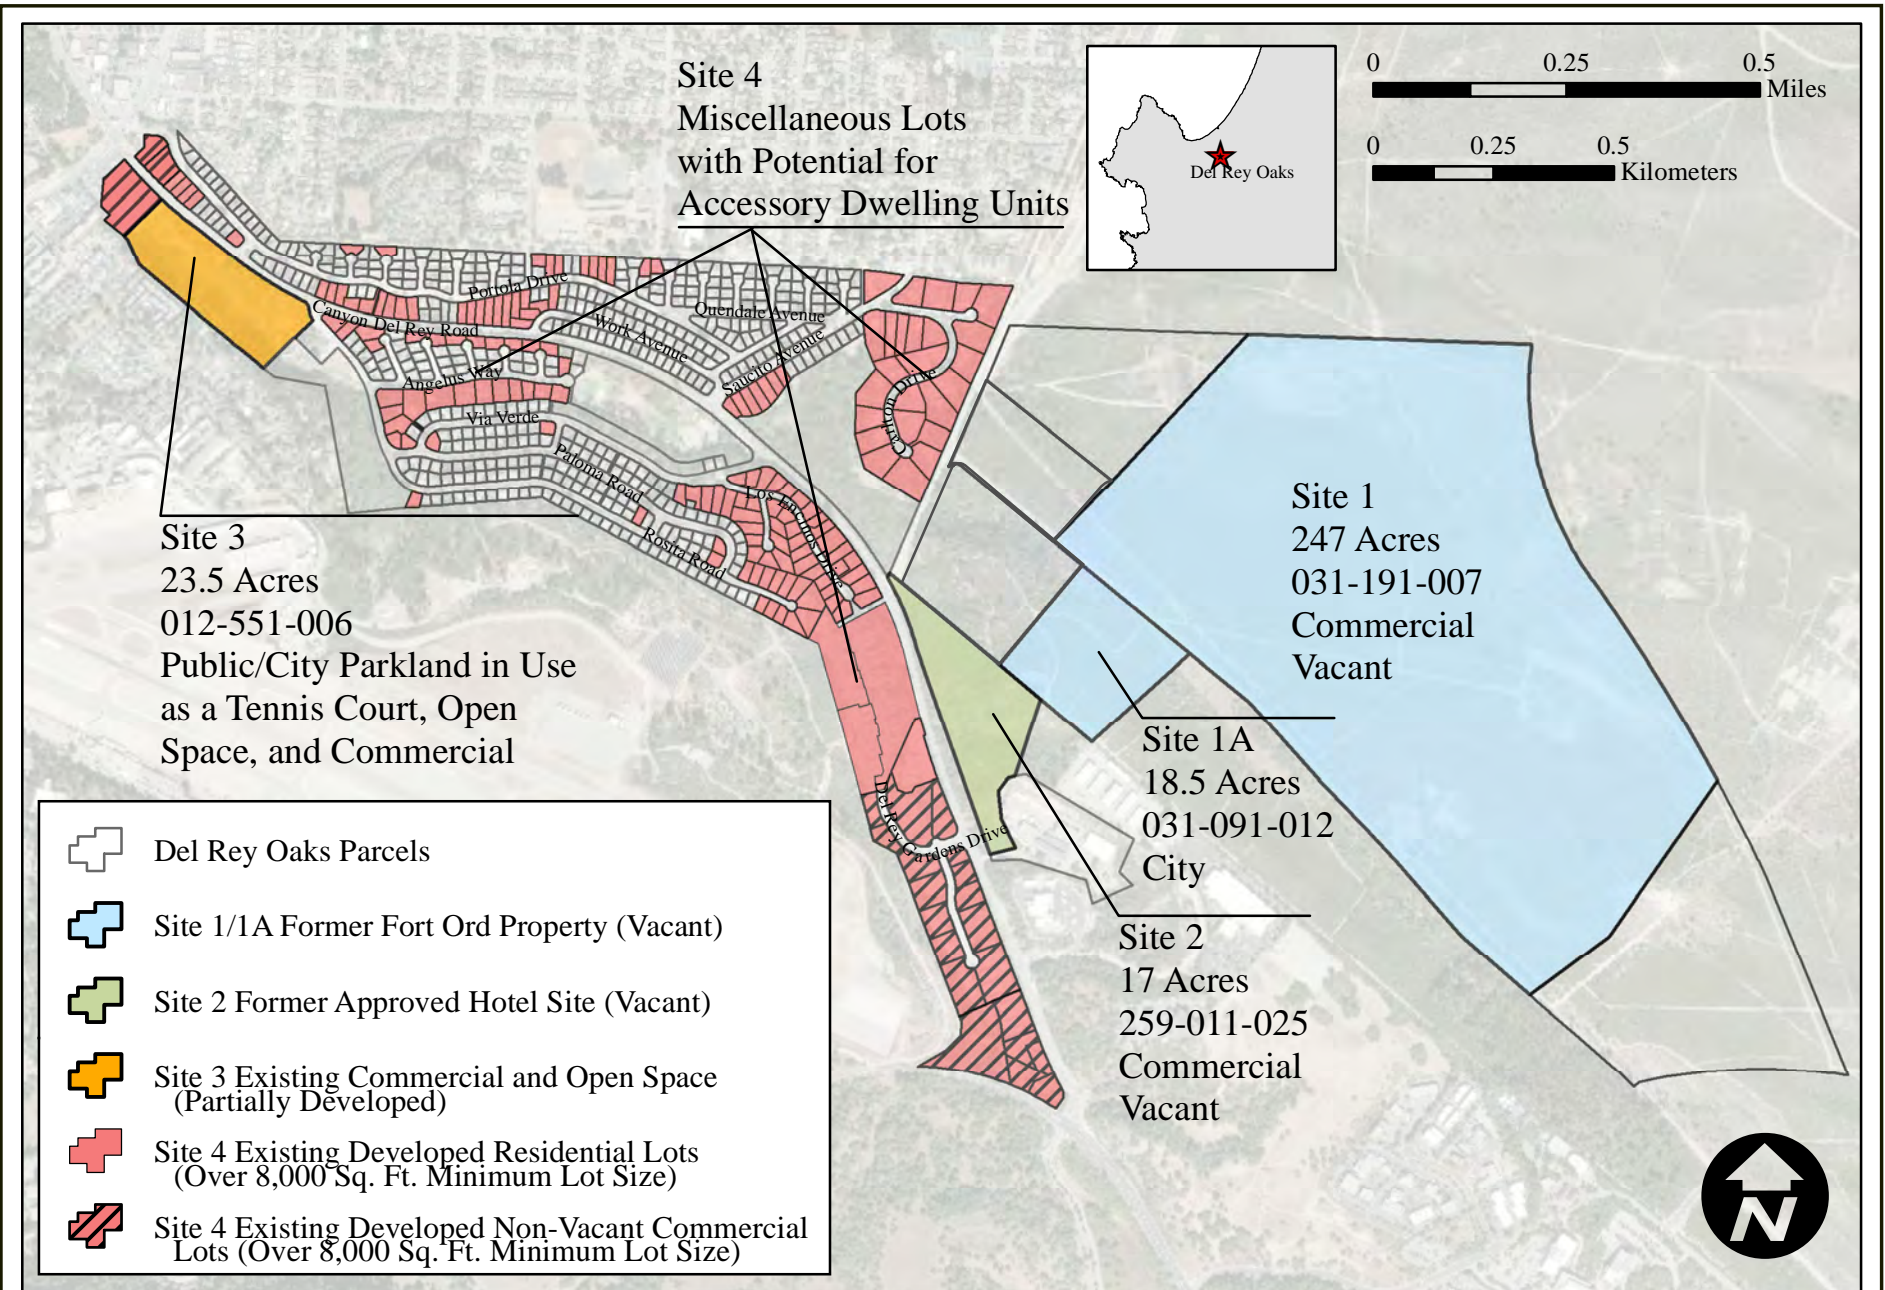 Site 4
Miscellaneous Lots
with Potential for
Accessory Dwelling Units
Del Rey Oaks
0 0.25 0.5
Miles
0 0.25 0.5
Kilometers
Portola Drive
Canyon Del Rey Road
Work Avenue
Quendale Avenue
Saucito Avenue
Angelus Way
Carlton Drive
Via Verde
Paloma Road
Rosita Road
Los Encinos Drive
Del Rey Gardens Drive
Site 3
23.5 Acres
012-551-006
Public/City Parkland in Use
as a Tennis Court, Open
Space, and Commercial
Site 1
247 Acres
031-191-007
Commercial
Vacant
Site 1A
18.5 Acres
031-091-012
City
Site 2
17 Acres
259-011-025
Commercial
Vacant
Del Rey Oaks Parcels
Site 1/1A Former Fort Ord Property (Vacant)
Site 2 Former Approved Hotel Site (Vacant)
Site 3 Existing Commercial and Open Space
(Partially Developed)
Site 4 Existing Developed Residential Lots
(Over 8,000 Sq. Ft. Minimum Lot Size)
Site 4 Existing Developed Non-Vacant Commercial
Lots (Over 8,000 Sq. Ft. Minimum Lot Size)
N